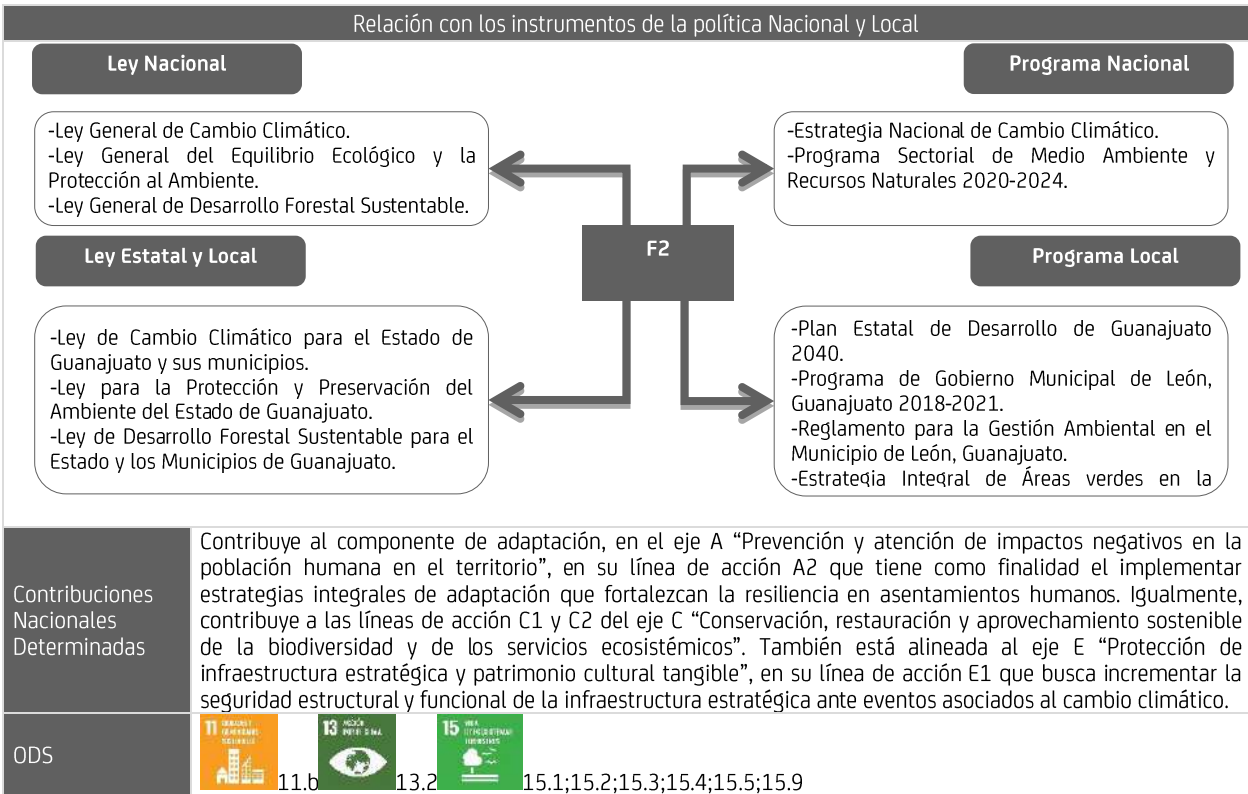 Relación con los instrumentos de la política Nacional y Local
Ley Nacional
-Ley General de Cambio Climático.
-Ley General del Equilibrio Ecológico y la
Protección al Ambiente.
-Ley General de Desarrollo Forestal Sustentable.
Programa Nacional
-Estrategia Nacional de Cambio Climático.
-Programa Sectorial de Medio Ambiente y
Recursos Naturales 2020-2024.
F2
Ley Estatal y Local
-Ley de Cambio Climático para el Estado de
Guanajuato y sus municipios.
-Ley para la Protección y Preservación del
Ambiente del Estado de Guanajuato.
-Ley de Desarrollo Forestal Sustentable para el
Estado y los Municipios de Guanajuato.
Programa Local
-Plan Estatal de Desarrollo de Guanajuato
2040.
-Programa de Gobierno Municipal de León,
Guanajuato 2018-2021.
-Reglamento para la Gestión Ambiental en el
Municipio de León, Guanajuato.
-Estrategia Integral de Áreas verdes en la
Contribuciones
Nacionales
Determinadas
Contribuye al componente de adaptación, en el eje A “Prevención y atención de impactos negativos en la
población humana en el territorio”, en su línea de acción A2 que tiene como finalidad el implementar
estrategias integrales de adaptación que fortalezcan la resiliencia en asentamientos humanos. Igualmente,
contribuye a las líneas de acción C1 y C2 del eje C “Conservación, restauración y aprovechamiento sostenible
de la biodiversidad y de los servicios ecosistémicos”. También está alineada al eje E “Protección de
infraestructura estratégica y patrimonio cultural tangible”, en su línea de acción E1 que busca incrementar la
seguridad estructural y funcional de la infraestructura estratégica ante eventos asociados al cambio climático.
ODS
11 CIUDADES Y
COMUNIDADES
SOSTENIBLES
11.b
13 ACCIÓN
POR EL CLIMA
13.2
15 VIDA
DE ECOSISTEMAS
TERRESTRES
15.1;15.2;15.3;15.4;15.5;15.9